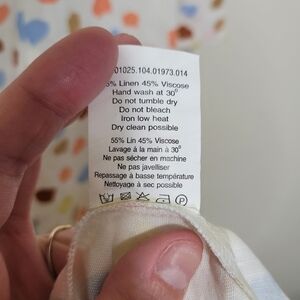 01025.104.01973.014
5% Linen 45% Viscose
Hand wash at 30°
Do not tumble dry
Do not bleach
Iron low heat
Dry clean possible
55% Lin 45% Viscose
Lavage à la main à 30°
Ne pas sécher en machine
Ne pas javelliser
Repassage à basse température
Nettoyage à sec possible